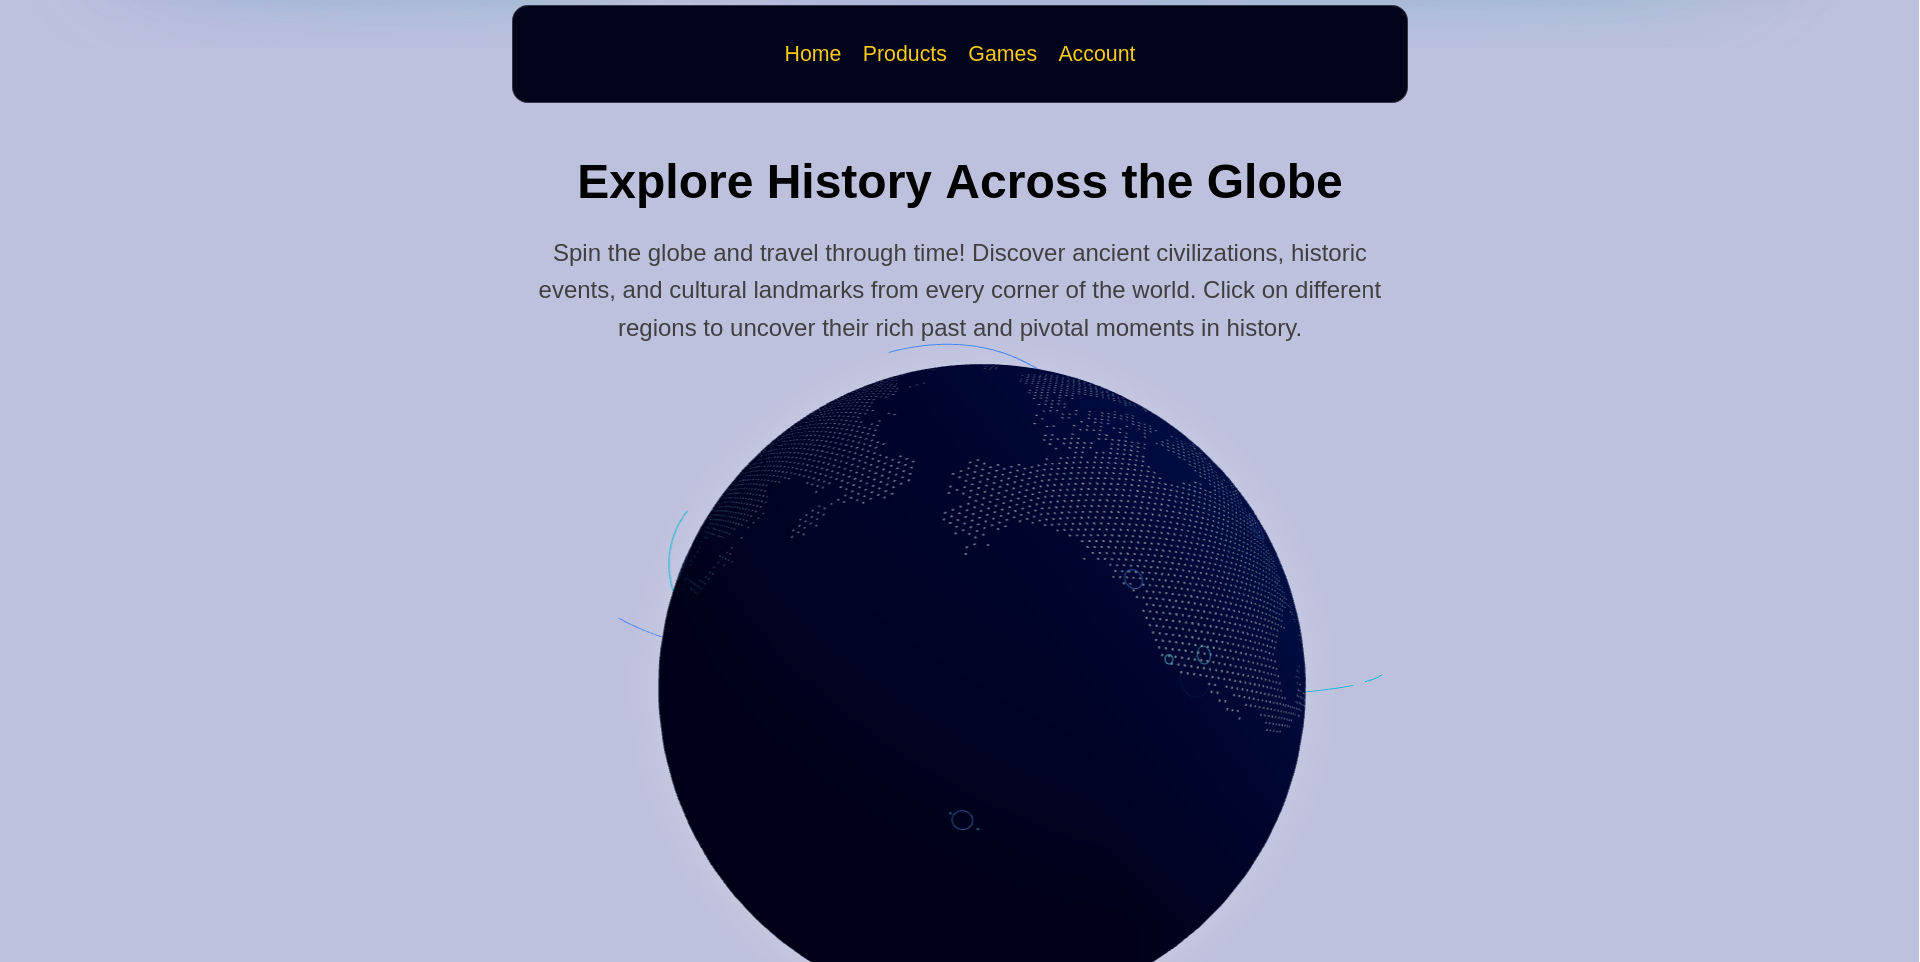 Home Products Games Account
Explore History Across the Globe
Spin the globe and travel through time! Discover ancient civilizations, historic
events, and cultural landmarks from every corner of the world. Click on different
regions to uncover their rich past and pivotal moments in history.